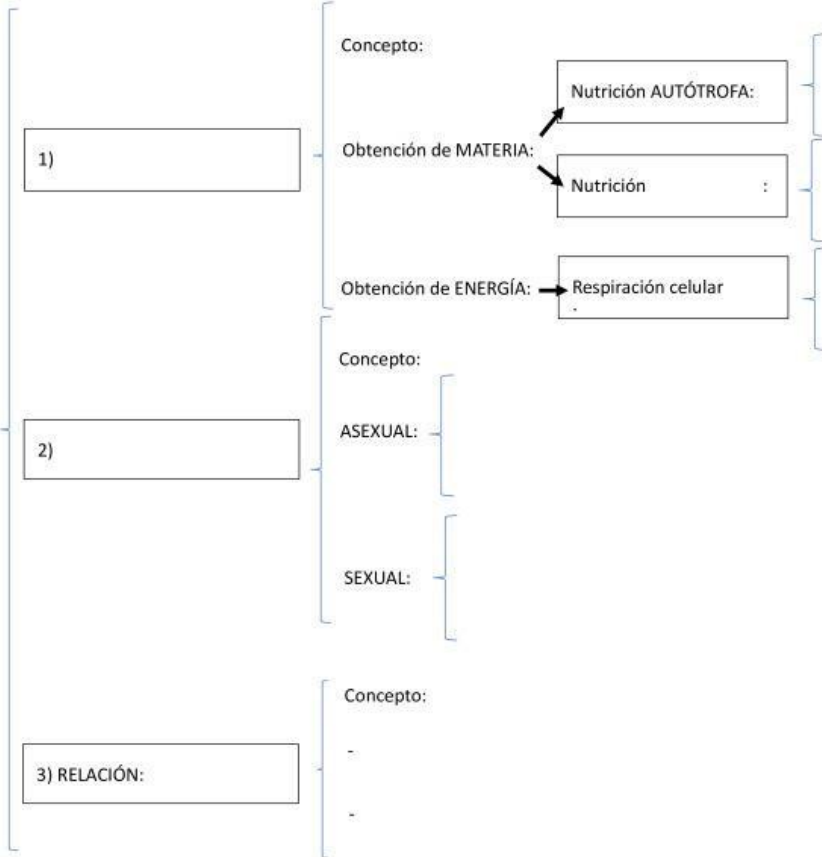 Concepto:
Nutrición AUTÓTROFA:
1)
Obtención de MATERIA:
Nutrición :
Obtención de ENERGÍA:
Respiración celular
.
Concepto:
ASEXUAL:
2)
SEXUAL:
Concepto:
-
3) RELACIÓN:
-